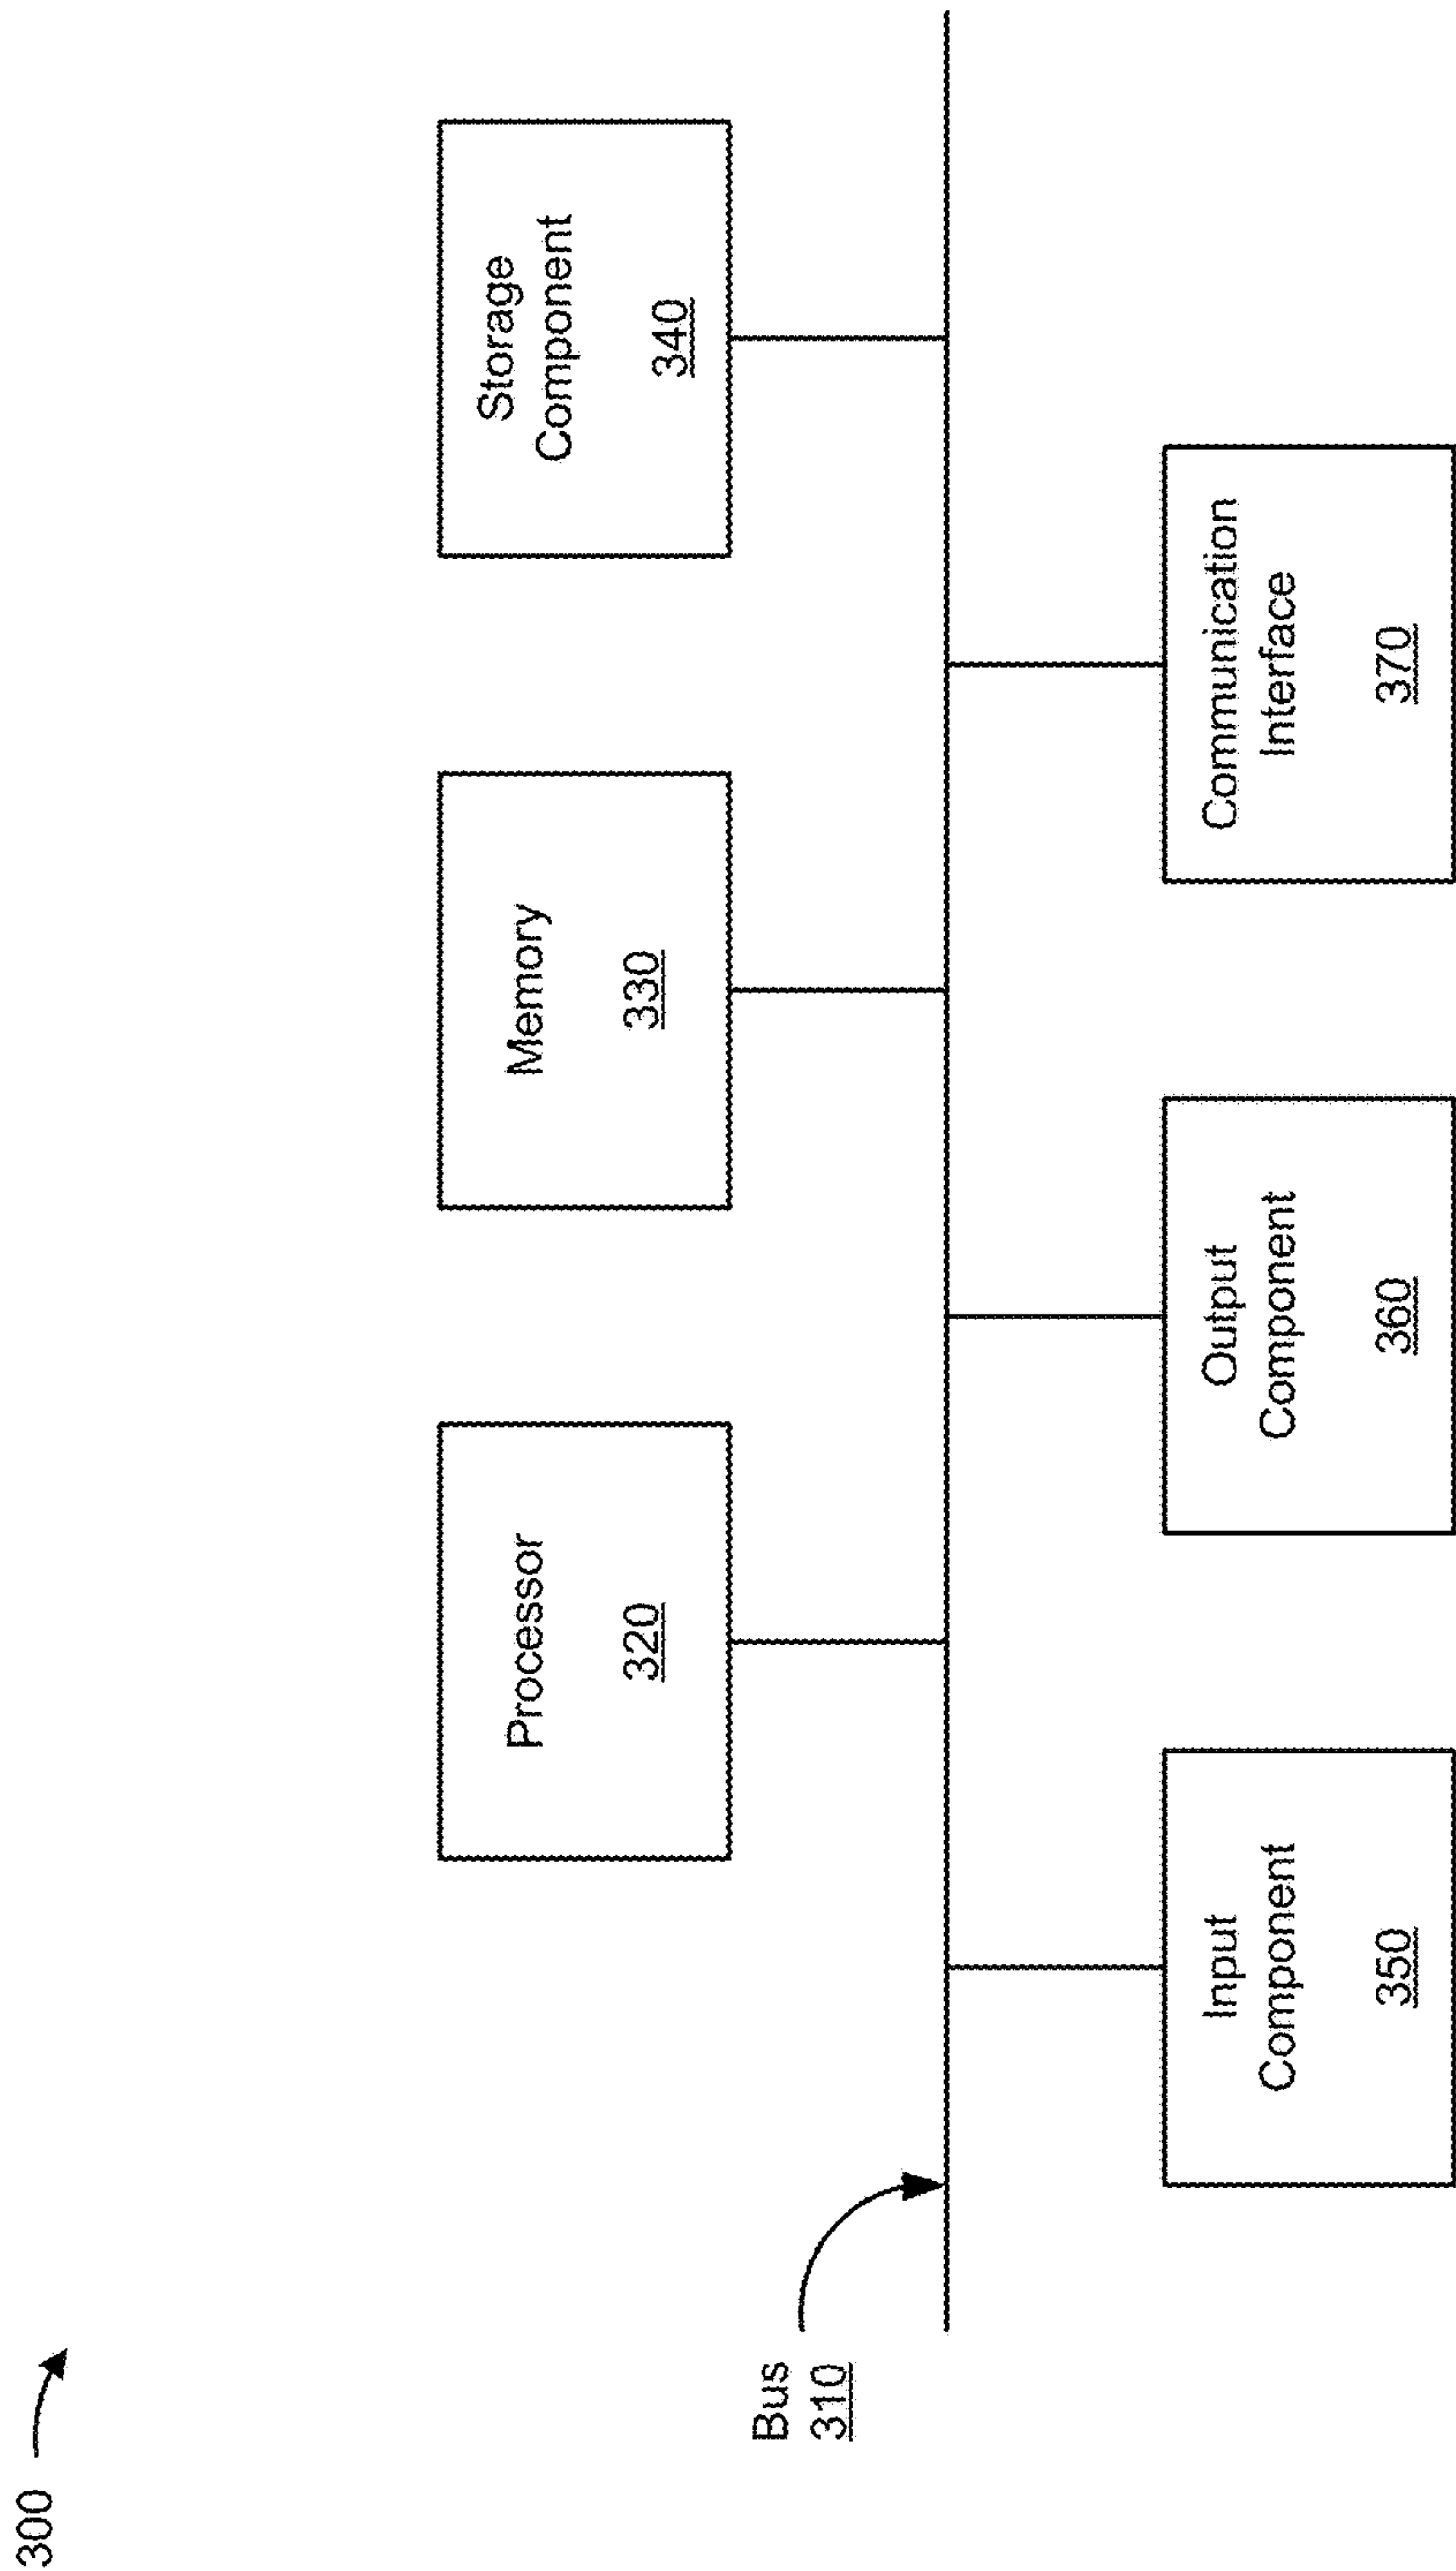 300
Bus
310
Processor
320
Memory
330
Storage
Component
340
Input
Component
350
Output
Component
360
Communication
Interface
370